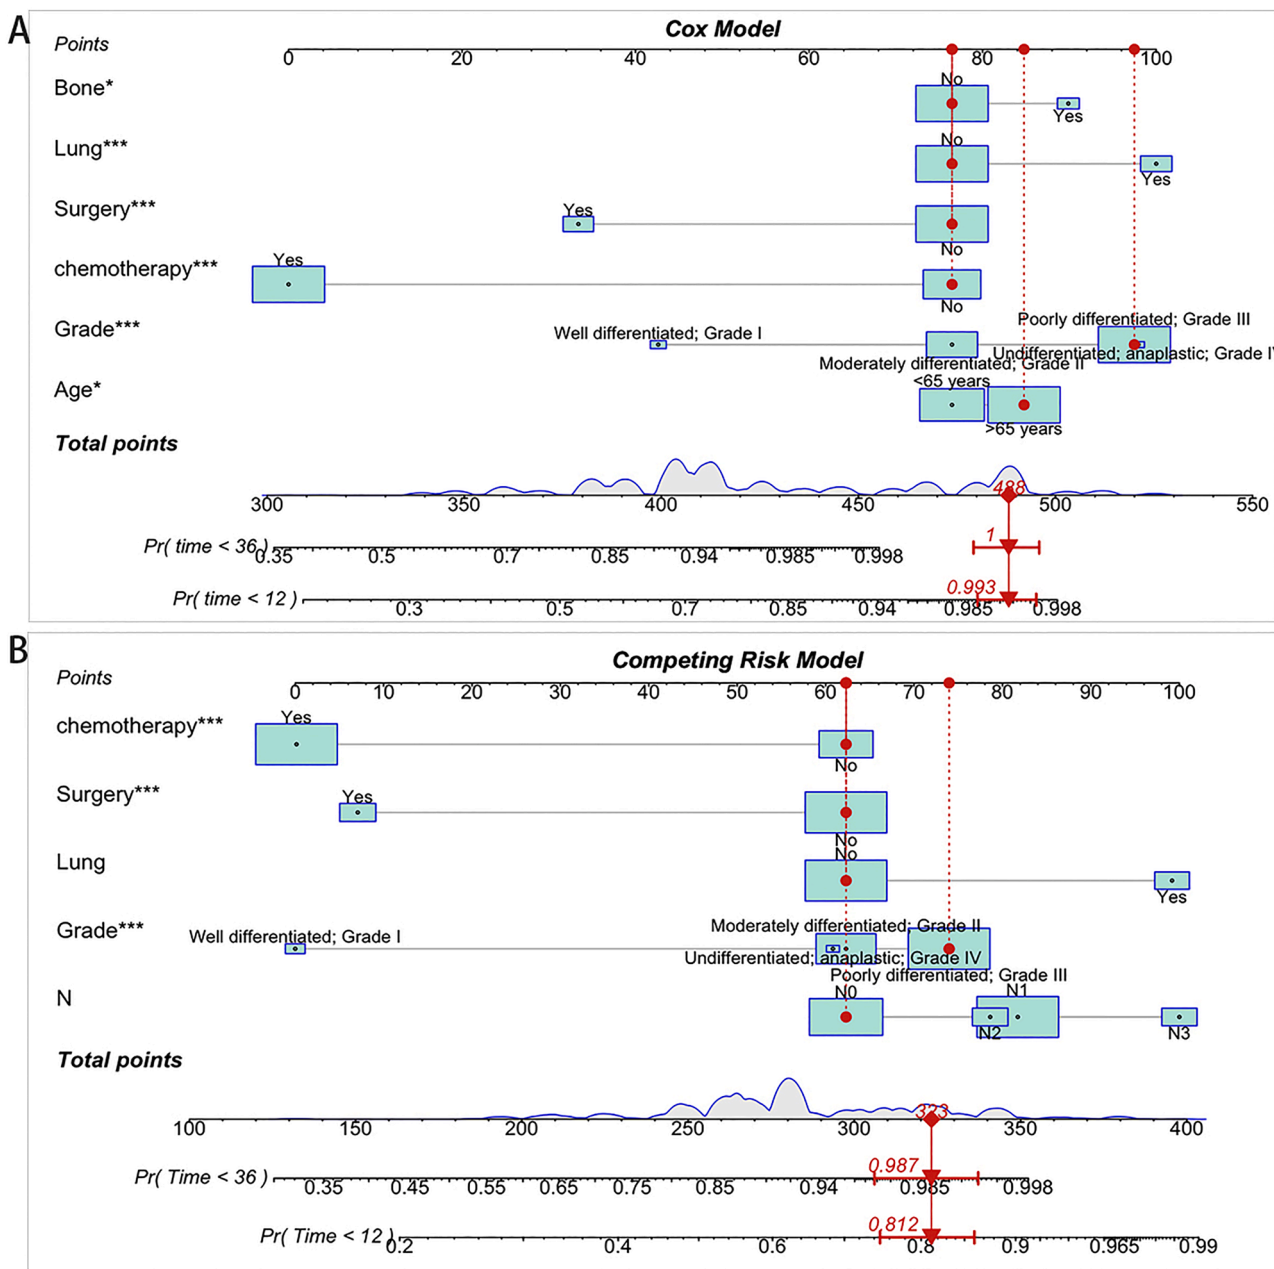 A
Cox Model
Points
0 20 40 60 80 100
Bone*
No
Yes
Lung***
No
Yes
Surgery***
Yes
No
chemotherapy***
Yes
No
Grade***
Well differentiated; Grade I
Poorly differentiated; Grade III
Undifferentiated; anaplastic; Grade IV
Moderately differentiated; Grade II
Age*
<65 years
>65 years
Total points
488
300 350 400 450 500 550
Pr( time < 36 )
1
0.35 0.5 0.7 0.85 0.94 0.985 0.998
Pr( time < 12 )
0.993
0.3 0.5 0.7 0.85 0.94 0.985 0.998
B
Competing Risk Model
Points
0 10 20 30 40 50 60 70 80 90 100
chemotherapy***
Yes
No
Surgery***
Yes
No
Lung
No
Yes
Grade***
Well differentiated; Grade I
Moderately differentiated; Grade II
Undifferentiated; anaplastic; Grade IV
Poorly differentiated; Grade III
N
N0
N1
N2
N3
Total points
323
100 150 200 250 300 350 400
Pr( Time < 36 )
0.987
0.35 0.45 0.55 0.65 0.75 0.85 0.94 0.985 0.998
Pr( Time < 12 )
0.812
0.2 0.4 0.6 0.8 0.9 0.965 0.99